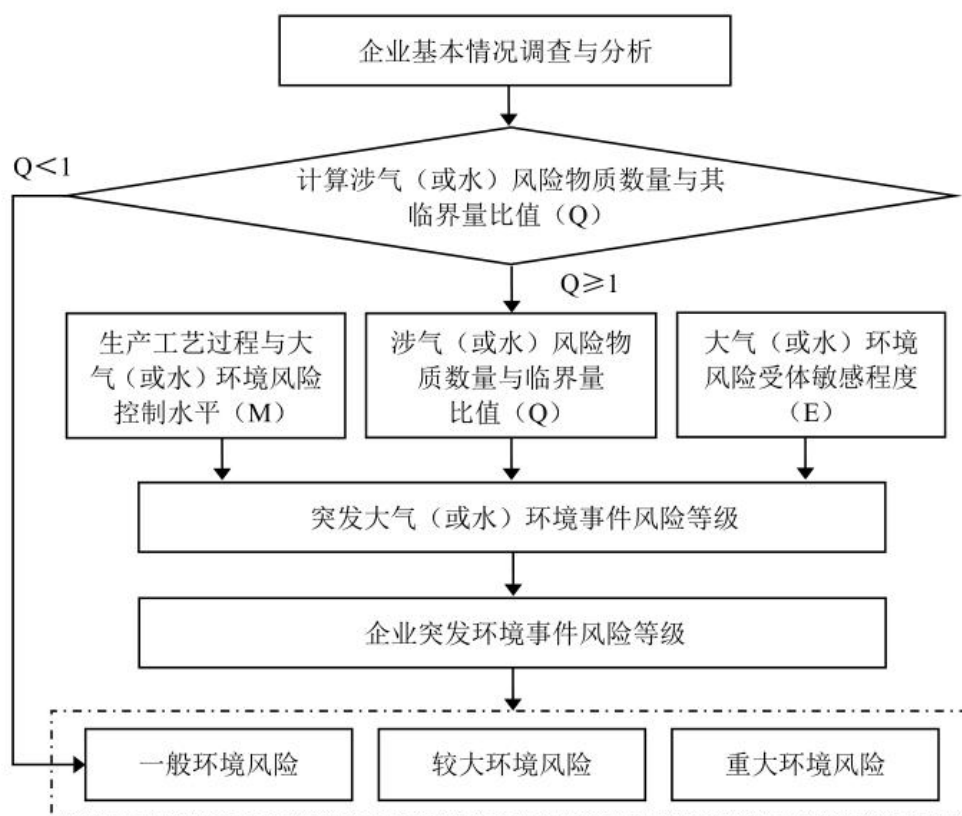 企业基本情况调查与分析
Q＜1
计算涉气（或水）风险物质数量与其
临界量比值（Q）
Q≥1
生产工艺过程与大
气（或水）环境风险
控制水平（M）
涉气（或水）风险物
质数量与临界量
比值（Q）
大气（或水）环境
风险受体敏感程度
（E）
突发大气（或水）环境事件风险等级
企业突发环境事件风险等级
一般环境风险
较大环境风险
重大环境风险